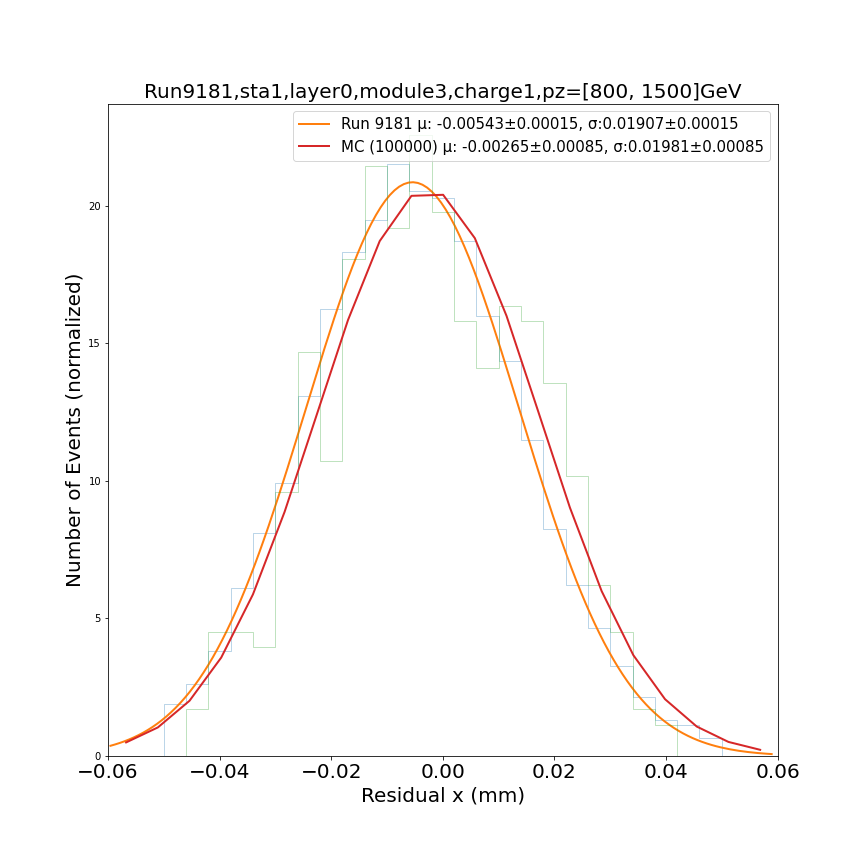 Run9181,sta1,layer0,module3,charge1,pz=[800, 1500]GeV
Run 9181 μ: -0.00543±0.00015, σ:0.01907±0.00015
MC (100000) μ: -0.00265±0.00085, σ:0.01981±0.00085
Number of Events (normalized)
20
15
10
5
0
−0.06 −0.04 −0.02 0.00 0.02 0.04 0.06
Residual x (mm)